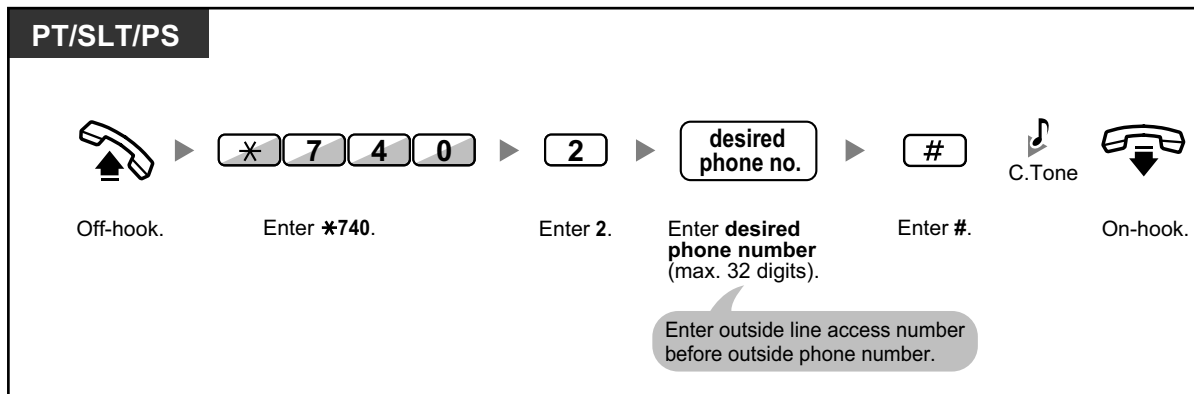 PT/SLT/PS
* 7 4 0
2
desired
phone no.
#
C.Tone
Off-hook.
Enter *740.
Enter 2.
Enter desired
phone number
(max. 32 digits).
Enter #.
On-hook.
Enter outside line access number
before outside phone number.